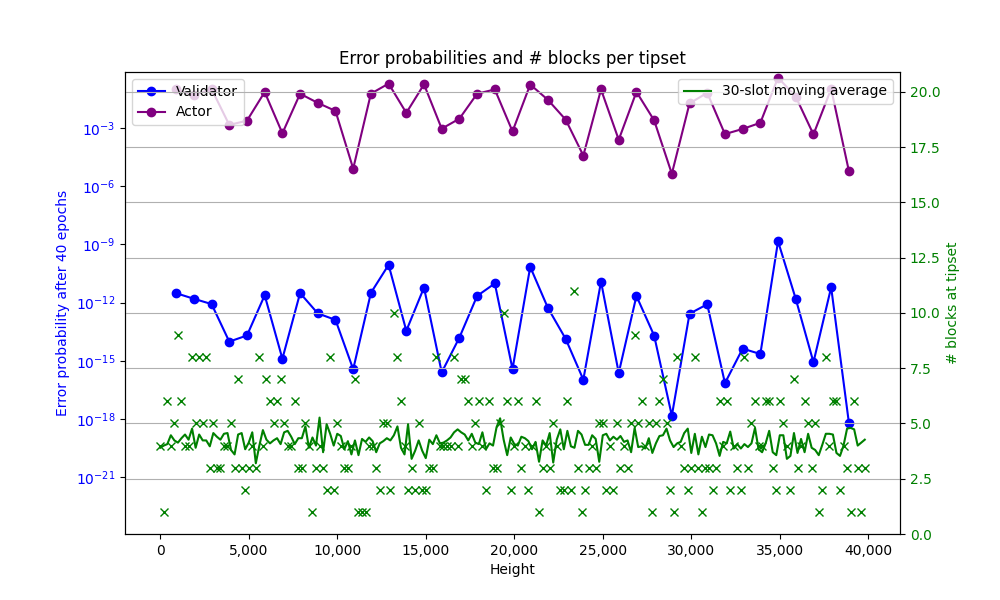 Error probabilities and # blocks per tipset
Validator
Actor
30-slot moving average
10⁻³
10⁻⁶
10⁻⁹
10⁻¹²
10⁻¹⁵
10⁻¹⁸
10⁻²¹
Error probability after 40 epochs
20.0
17.5
15.0
12.5
10.0
7.5
5.0
2.5
0.0
# blocks at tipset
0 5,000 10,000 15,000 20,000 25,000 30,000 35,000 40,000
Height